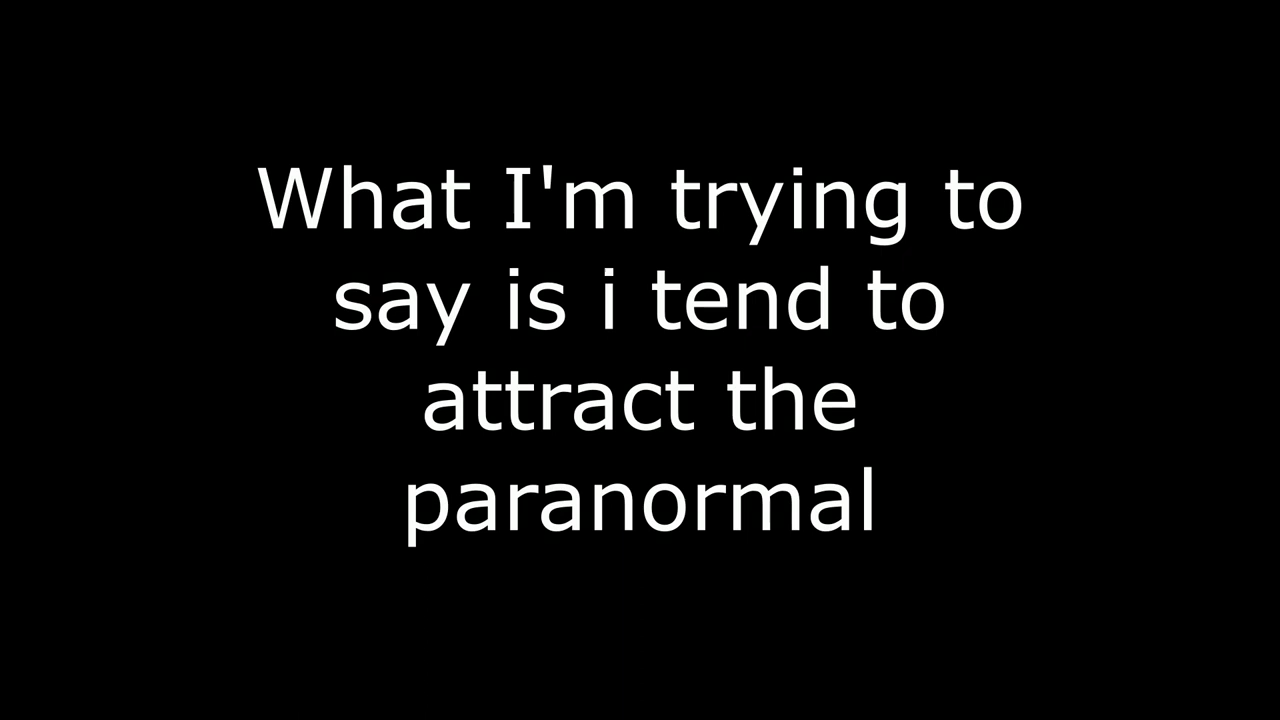 What I'm trying to
say is i tend to
attract the
paranormal